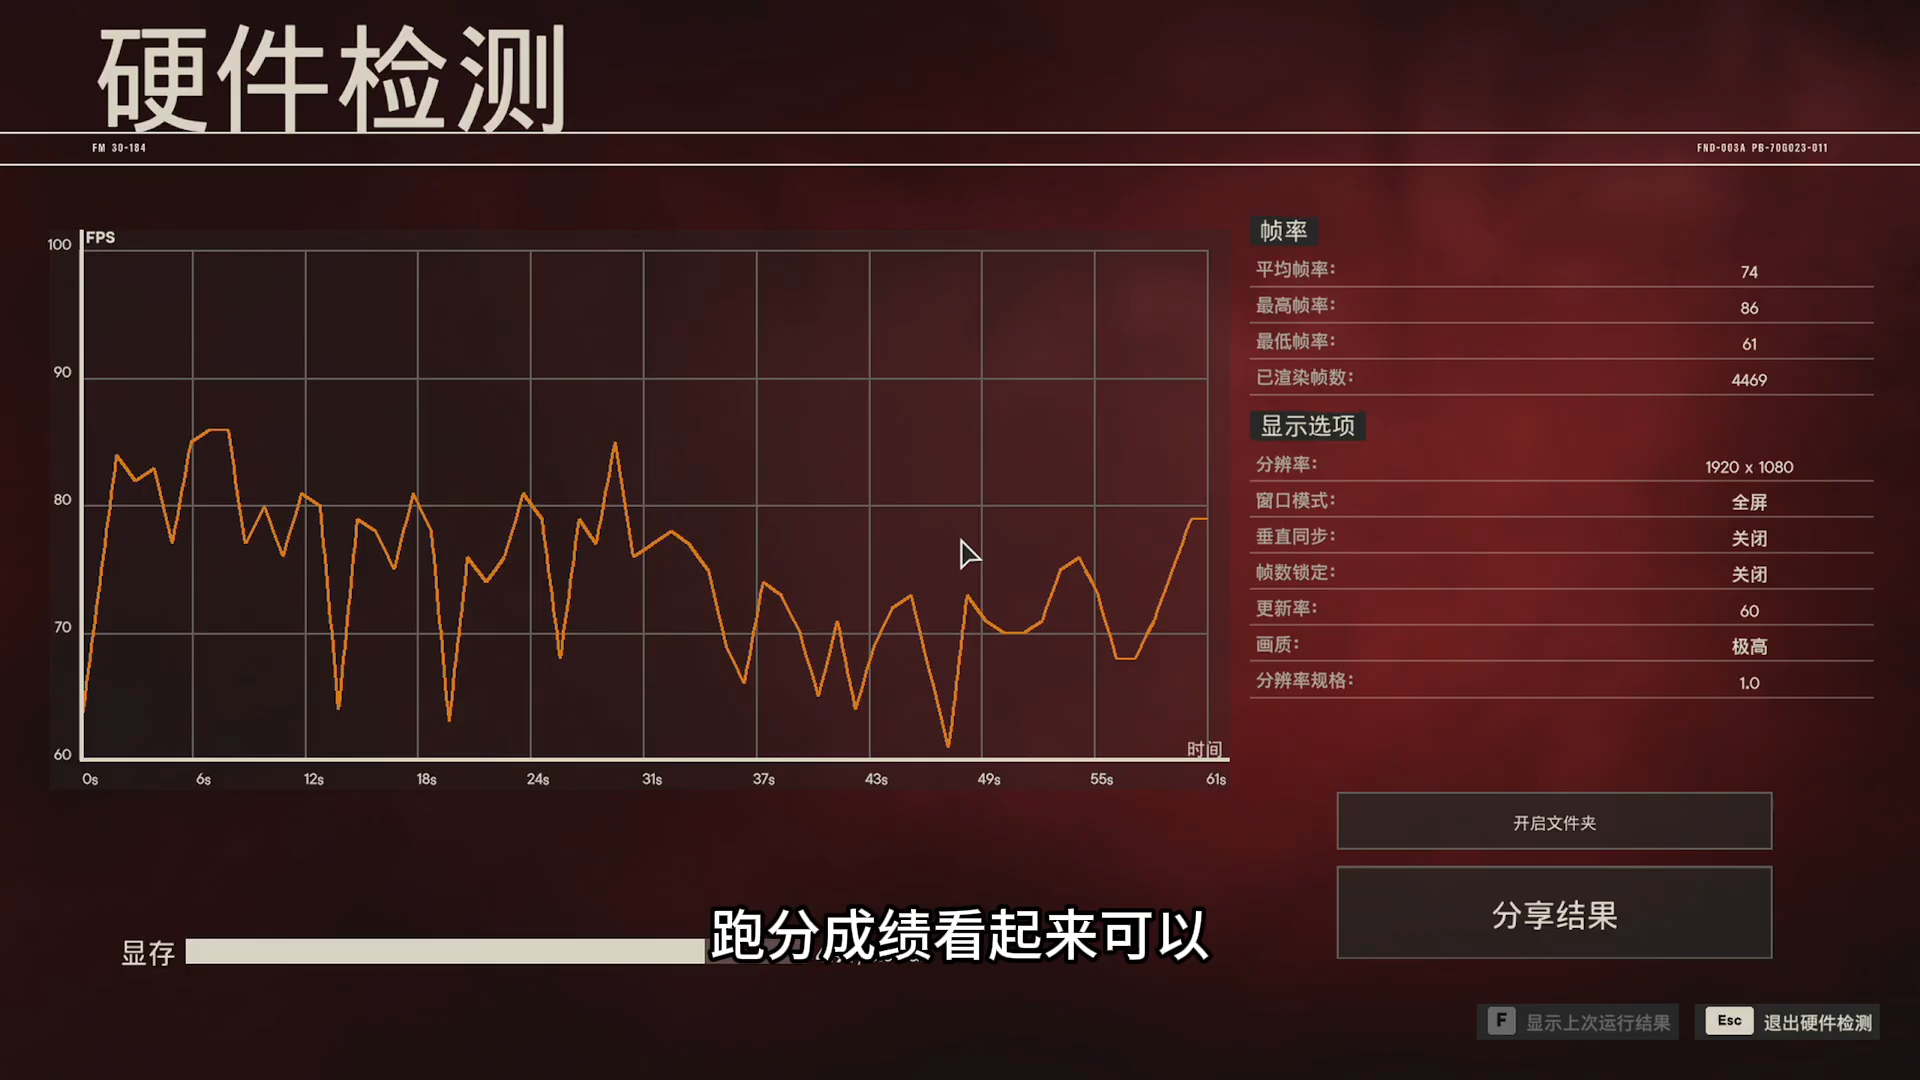 硬件检测
FM 30-184
FND-003A PB-700023-011
FPS
100
90
80
70
60
时间
0s 6s 12s 18s 24s 31s 37s 43s 49s 55s 61s
帧率
平均帧率: 74
最高帧率: 86
最低帧率: 61
已渲染帧数: 4469
显示选项
分辨率: 1920 x 1080
窗口模式: 全屏
垂直同步: 关闭
帧数锁定: 关闭
更新率: 60
画质: 极高
分辨率规格: 1.0
开启文件夹
分享结果
显存
跑分成绩看起来可以
F 显示上次运行结果
Esc 退出硬件检测